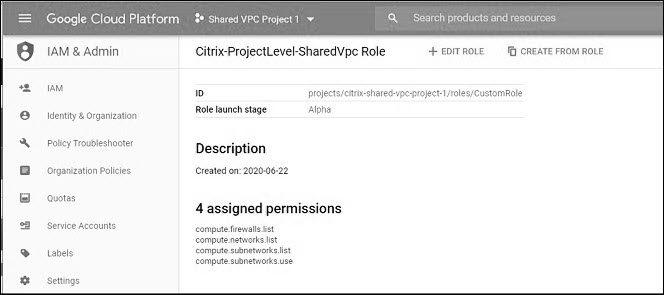 Google Cloud Platform
Shared VPC Project 1
Search products and resources
IAM & Admin
Citrix-ProjectLevel-SharedVpc Role
EDIT ROLE
CREATE FROM ROLE
IAM
Identity & Organization
Policy Troubleshooter
Organization Policies
Quotas
Service Accounts
Labels
Settings
ID projects/citrix-shared-vpc-project-1/roles/CustomRole
Role launch stage Alpha
Description
Created on: 2020-06-22
4 assigned permissions
compute.firewalls.list
compute.networks.list
compute.subnetworks.list
compute.subnetworks.use